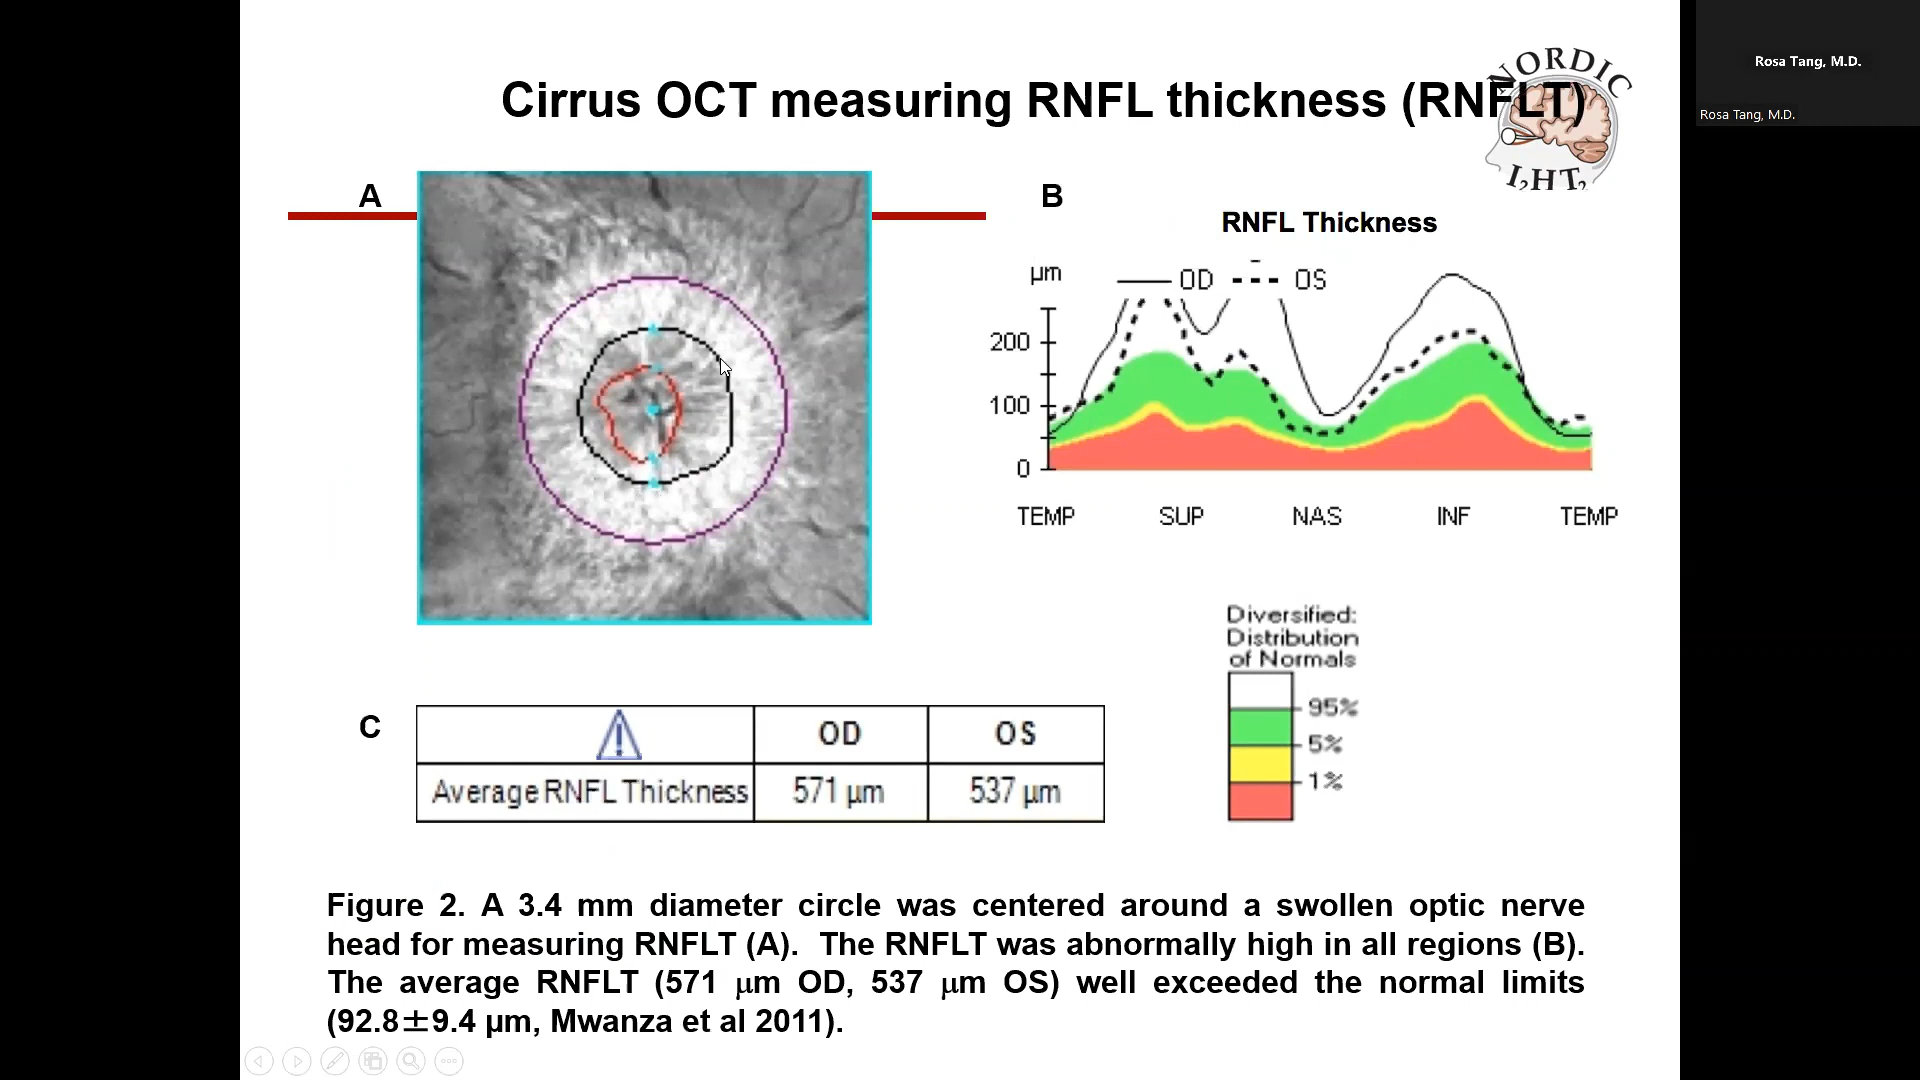 Cirrus OCT measuring RNFL thickness (RNFLT)
NORDIC
I₂HT₂
Rosa Tang, M.D.
Rosa Tang, M.D.
A
B
RNFL Thickness
µm
OD
OS
200
100
0
TEMP SUP NAS INF TEMP
Diversified:
Distribution
of Normals
95%
5%
1%
C
OD OS
Average RNFL Thickness 571 µm 537 µm
Figure 2. A 3.4 mm diameter circle was centered around a swollen optic nerve
head for measuring RNFLT (A). The RNFLT was abnormally high in all regions (B).
The average RNFLT (571 µm OD, 537 µm OS) well exceeded the normal limits
(92.8±9.4 µm, Mwanza et al 2011).